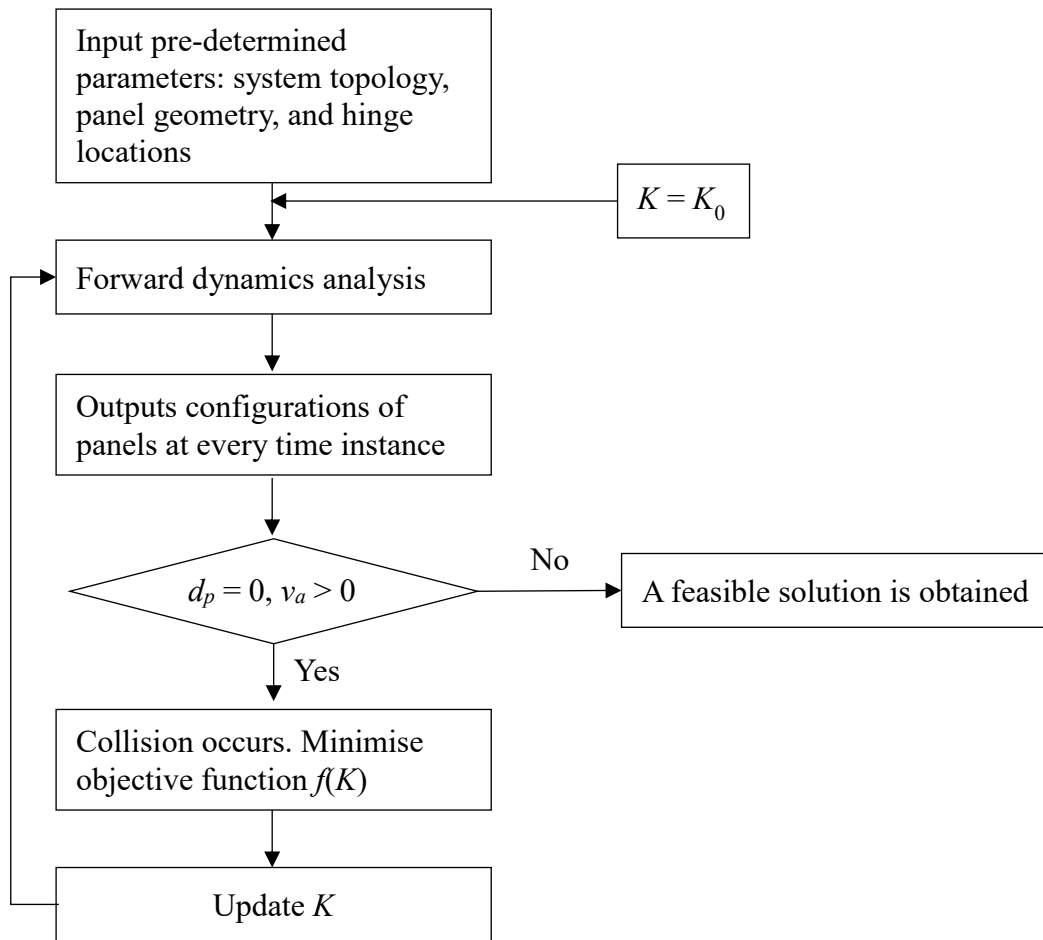 Input pre-determined
parameters: system topology,
panel geometry, and hinge
locations
K = K₀
Forward dynamics analysis
Outputs configurations of
panels at every time instance
dₚ = 0, vₐ > 0
No
A feasible solution is obtained
Yes
Collision occurs. Minimise
objective function f(K)
Update K